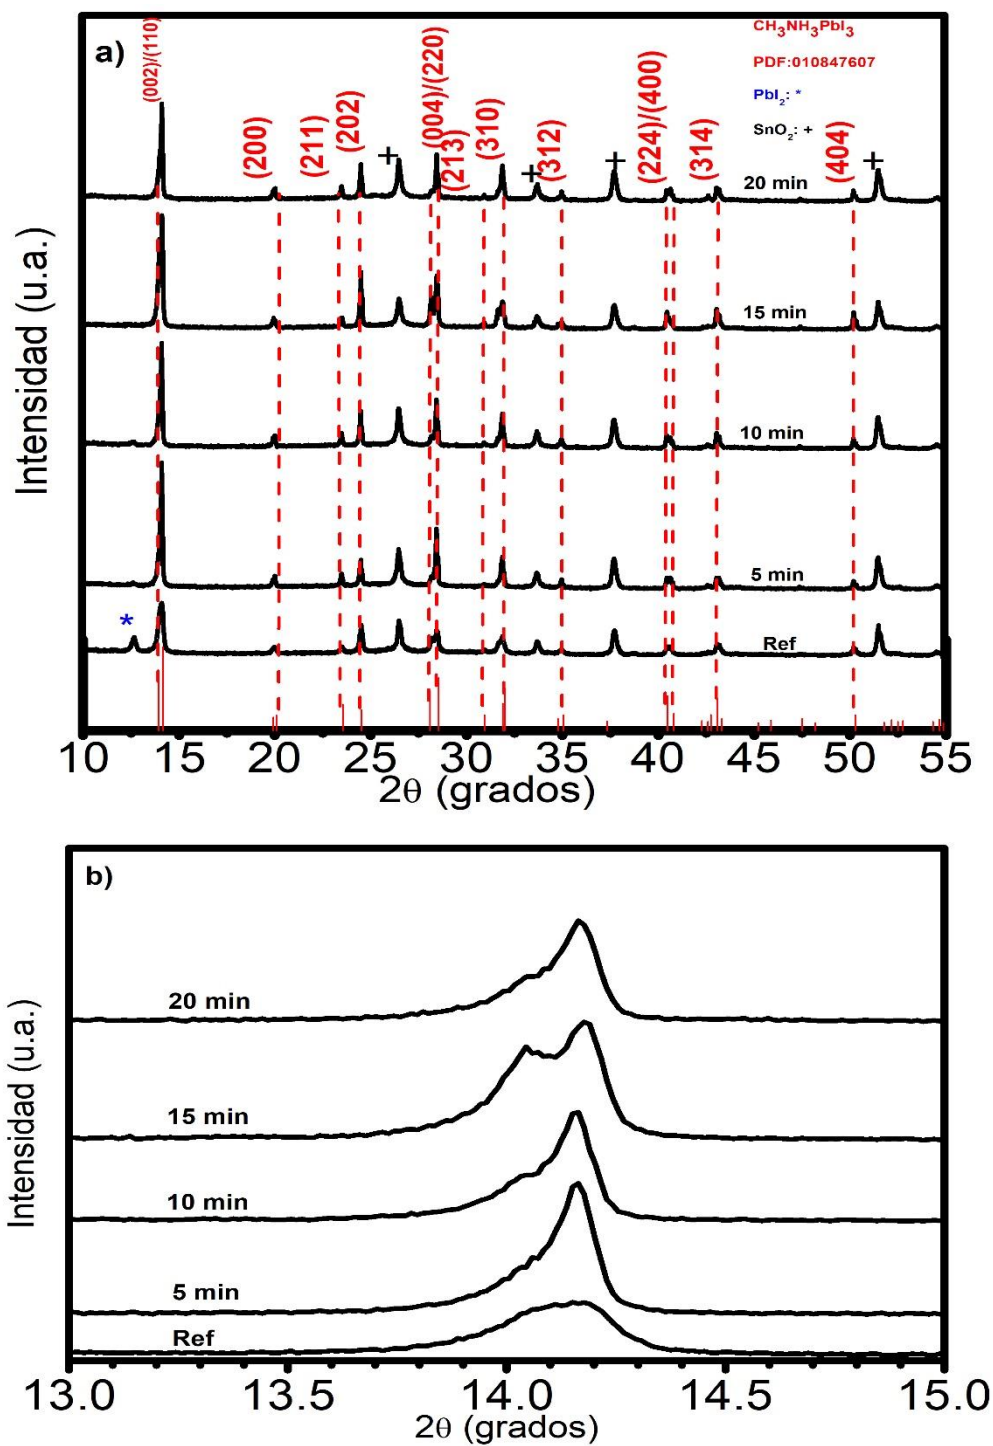 a)
(002)/(110)
(200)
(211)
(202)
(004)/(220)
(213)
(310)
(312)
(224)/(400)
(314)
(404)
CH₃NH₃PbI₃
PDF:010847607
PbI₂: *
SnO₂: +
+
+
+
+
20 min
15 min
10 min
5 min
*
Ref
Intensidad (u.a.)
10 15 20 25 30 35 40 45 50 55
2θ (grados)
b)
20 min
15 min
10 min
5 min
Ref
Intensidad (u.a.)
13.0 13.5 14.0 14.5 15.0
2θ (grados)